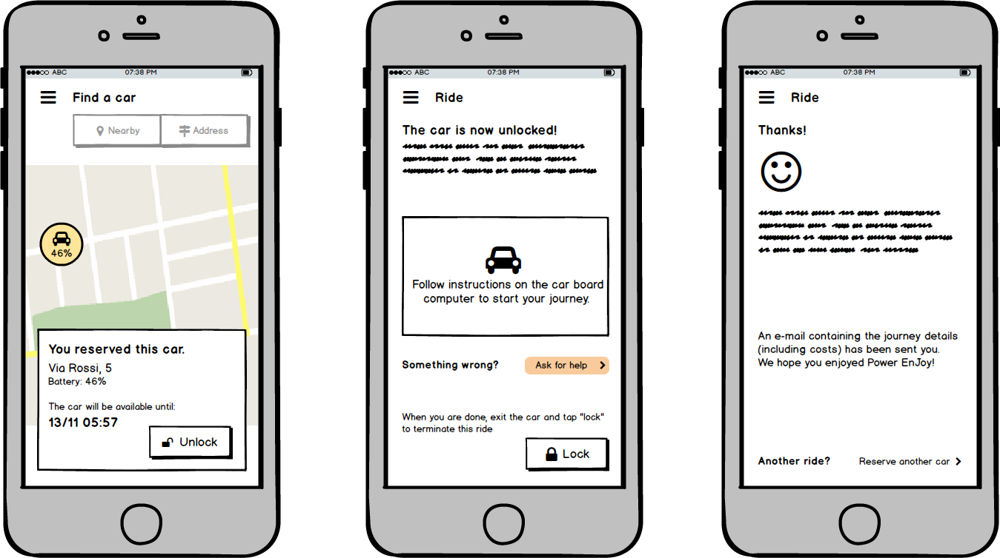 ABC 07:38 PM
Find a car
Nearby Address
46%
You reserved this car.
Via Rossi, 5
Battery: 46%
The car will be available until:
13/11 05:57
Unlock
ABC 07:38 PM
Ride
The car is now unlocked!
Follow instructions on the car board
computer to start your journey.
Something wrong? Ask for help
When you are done, exit the car and tap "lock"
to terminate this ride
Lock
ABC 07:38 PM
Ride
Thanks!
An e-mail containing the journey details
(including costs) has been sent you.
We hope you enjoyed Power EnJoy!
Another ride? Reserve another car